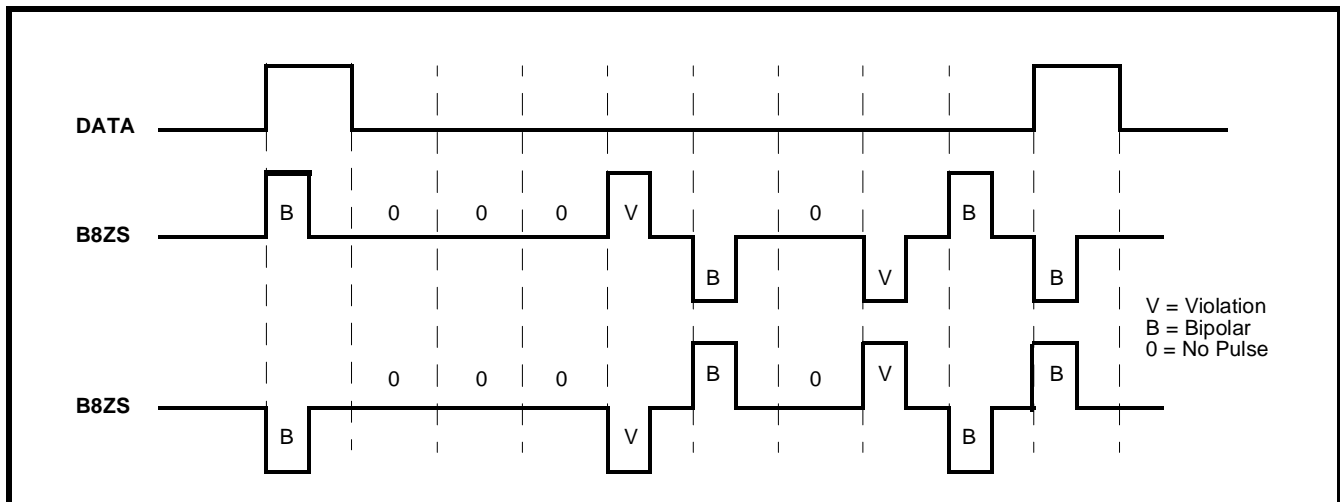 DATA
B 0 0 0 V 0 B
B8ZS
B V B
V = Violation
B = Bipolar
0 = No Pulse
0 0 0 B 0 V B
B8ZS
B V B